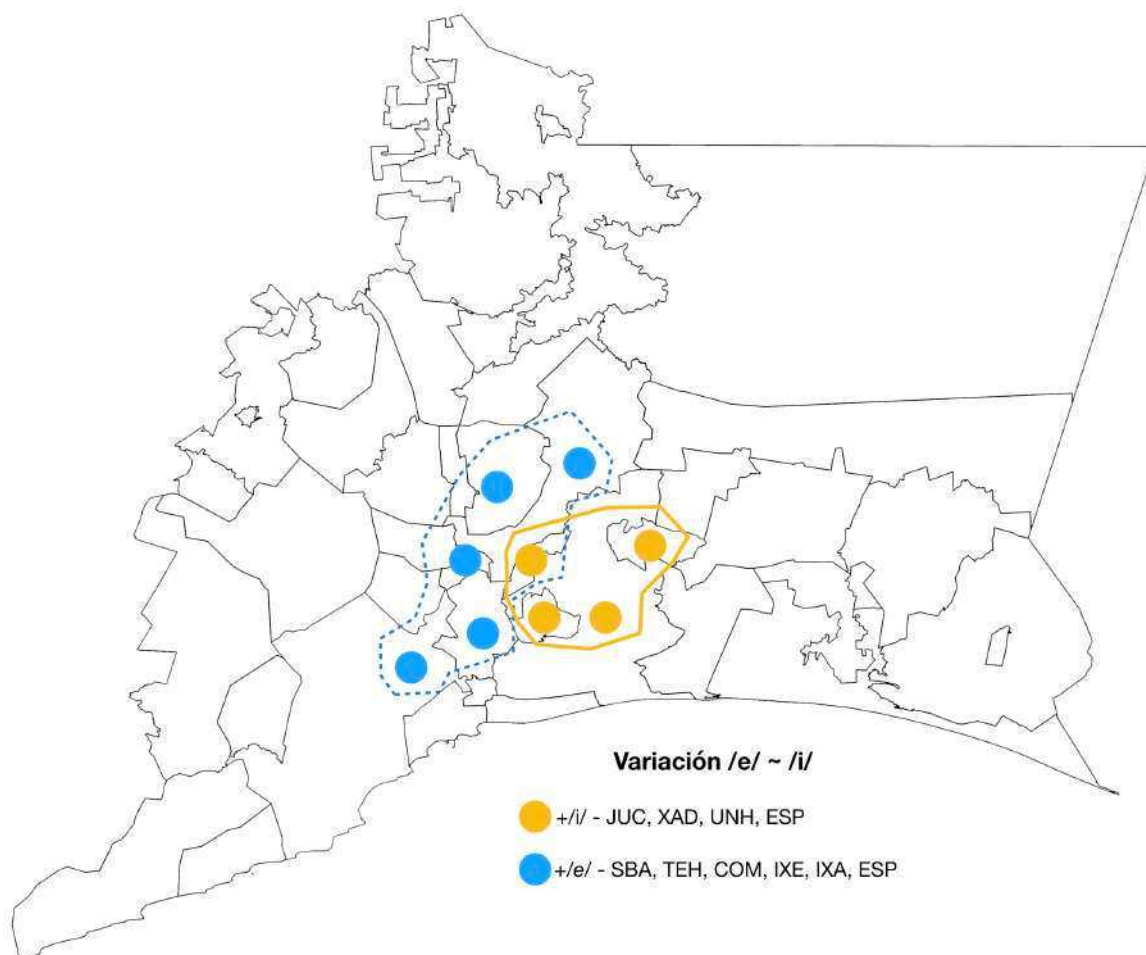 Variación /e/ ~ /i/
+/i/ - JUC, XAD, UNH, ESP
+/e/ - SBA, TEH, COM, IXE, IXA, ESP